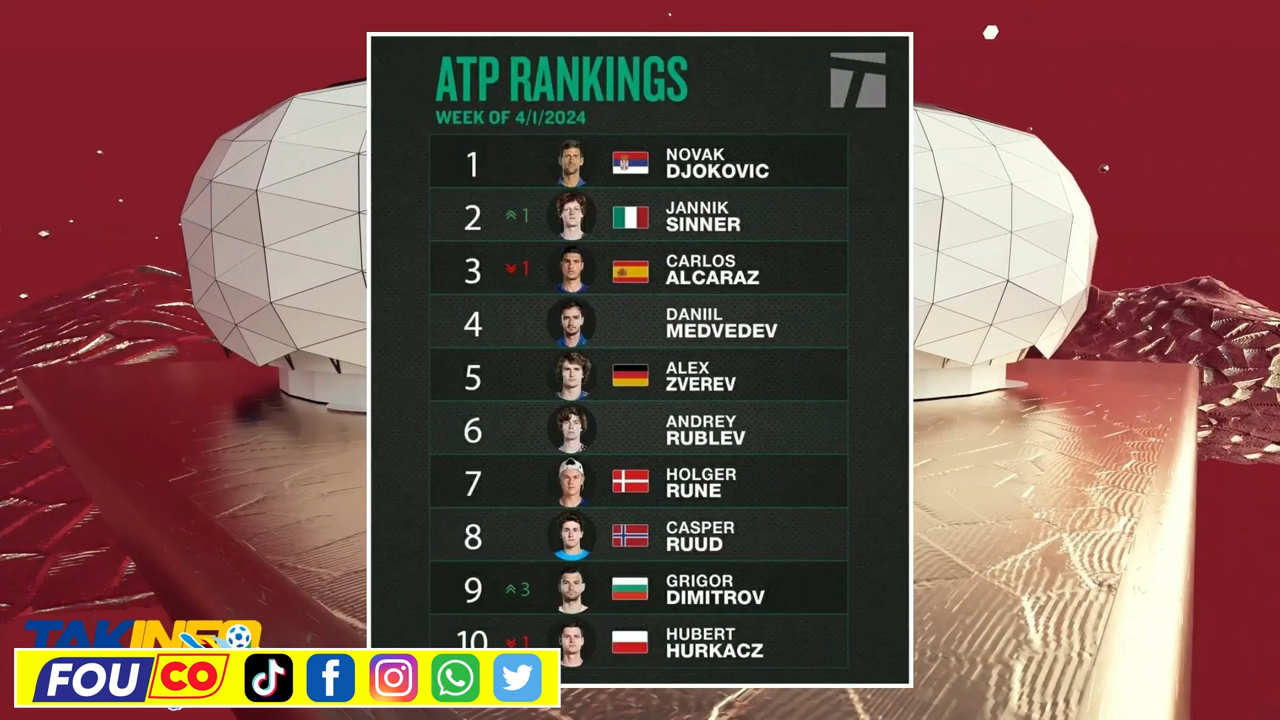 ATP RANKINGS
WEEK OF 4/1/2024
1 NOVAK
DJOKOVIC
2 1 JANNIK
SINNER
3 1 CARLOS
ALCARAZ
4 DANIIL
MEDVEDEV
5 ALEX
ZVEREV
6 ANDREY
RUBLEV
7 HOLGER
RUNE
8 CASPER
RUUD
9 3 GRIGOR
DIMITROV
10 1 HUBERT
HURKACZ
TAKINFO
FOUCO